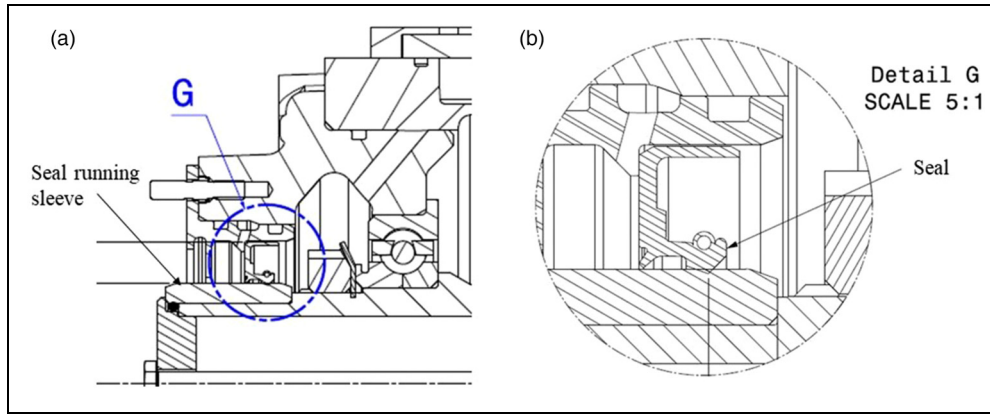 (a)
G
Seal running
sleeve
(b)
Detail G
SCALE 5:1
Seal